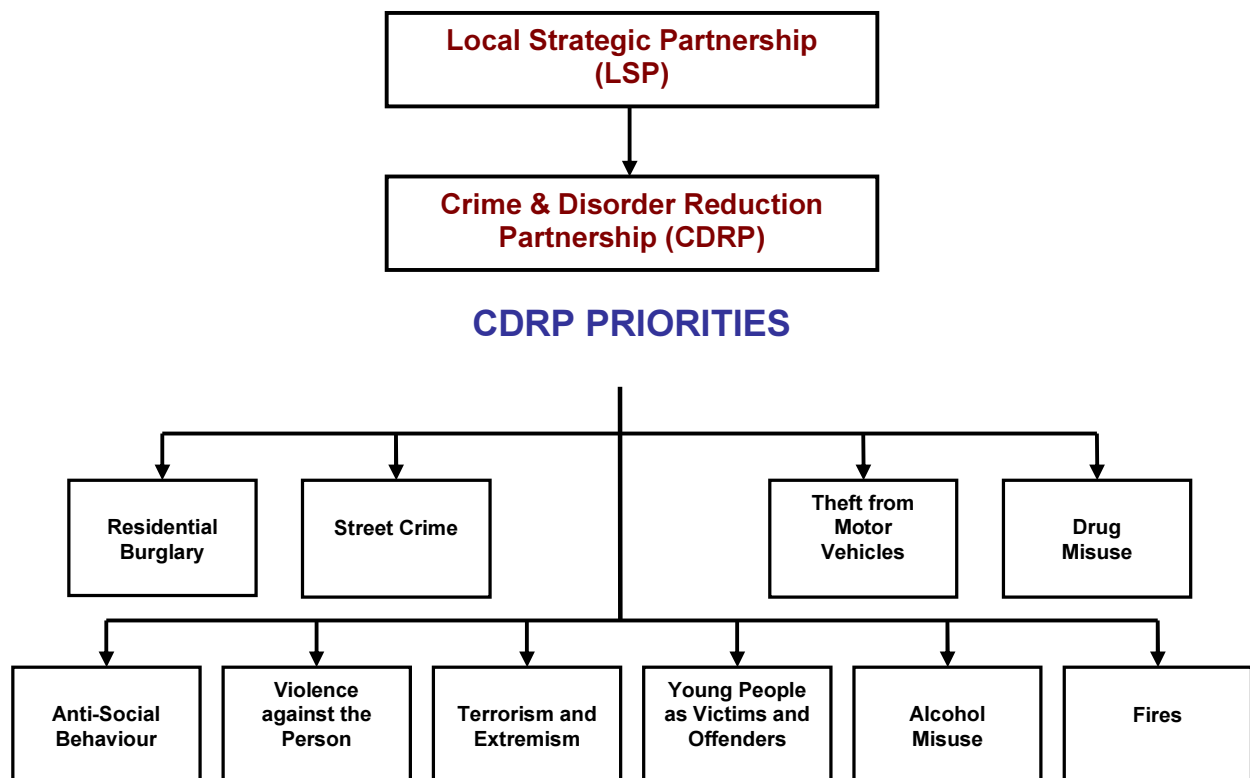 Local Strategic Partnership
(LSP)
Crime & Disorder Reduction
Partnership (CDRP)
CDRP PRIORITIES
Residential
Burglary
Street Crime
Theft from
Motor
Vehicles
Drug
Misuse
Anti-Social
Behaviour
Violence
against the
Person
Terrorism and
Extremism
Young People
as Victims and
Offenders
Alcohol
Misuse
Fires